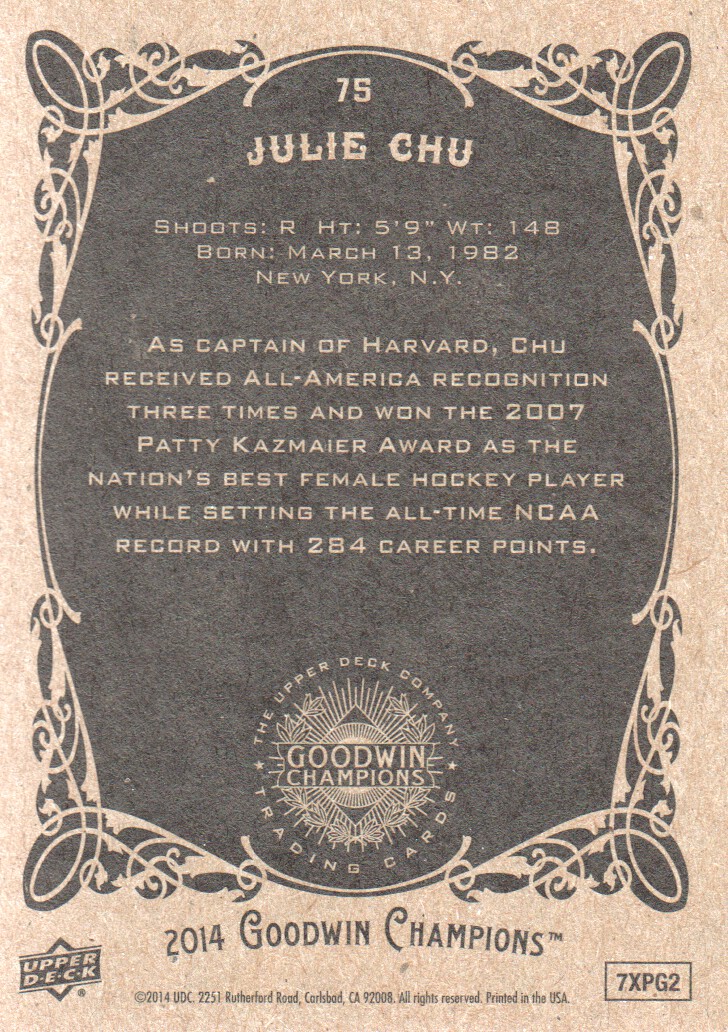 75
JULIE CHU
SHOOTS: R HT: 5'9" WT: 148
BORN: MARCH 13, 1982
NEW YORK, N.Y.
AS CAPTAIN OF HARVARD, CHU
RECEIVED ALL-AMERICA RECOGNITION
THREE TIMES AND WON THE 2007
PATTY KAZMAIER AWARD AS THE
NATION'S BEST FEMALE HOCKEY PLAYER
WHILE SETTING THE ALL-TIME NCAA
RECORD WITH 284 CAREER POINTS.
★ THE UPPER DECK COMPANY ★
GOODWIN
CHAMPIONS
TRADING CARDS
2014 GOODWIN CHAMPIONS™
UPPER
D·E·C·K
®
©2014 UDC. 2251 Rutherford Road, Carlsbad, CA 92008. All rights reserved. Printed in the USA.
7XPG2